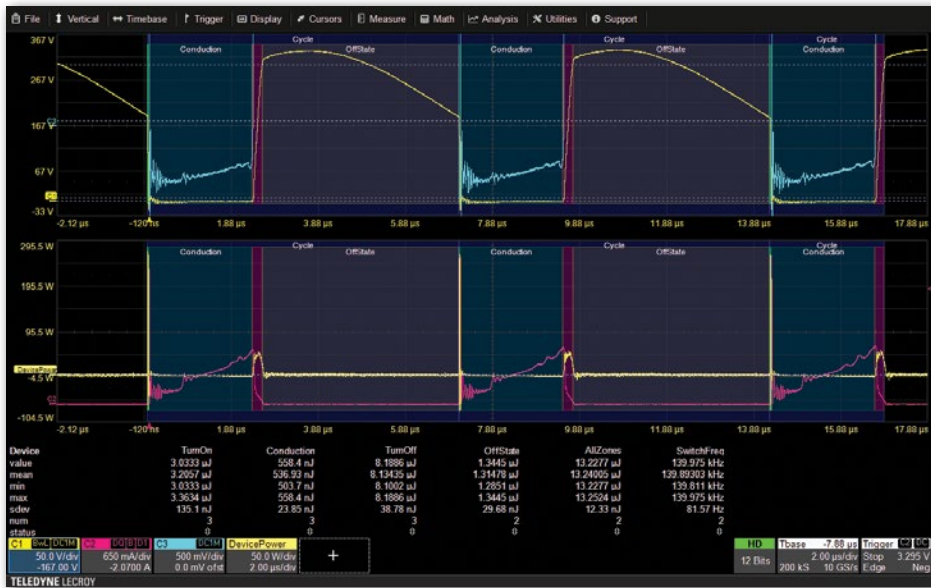 File Vertical Timebase Trigger Display Cursors Measure Math Analysis Utilities Support
367 V
267 V
167 V
67 V
-33 V
C2
C1
Cycle Cycle Cycle
Conduction OffState Conduction OffState Conduction
-2.12 µs -120 ns 1.88 µs 3.88 µs 5.88 µs 7.88 µs 9.88 µs 11.88 µs 13.88 µs 15.88 µs 17.88 µs
295.5 W
195.5 W
95.5 W
-4.5 W
-104.5 W
DevicePower
C2
Cycle Cycle Cycle
Conduction OffState Conduction OffState Conduction
-2.12 µs -120 ns 1.88 µs 3.88 µs 5.88 µs 7.88 µs 9.88 µs 11.88 µs 13.88 µs 15.88 µs 17.88 µs
Device TurnOn Conduction TurnOff OffState AllZones SwitchFreq
value 3.0333 µJ 558.4 nJ 8.1886 µJ 1.3445 µJ 13.2277 µJ 139.975 kHz
mean 3.2057 µJ 536.93 nJ 8.13435 µJ 1.31478 µJ 13.24005 µJ 139.89303 kHz
min 3.0333 µJ 503.7 nJ 8.1002 µJ 1.2851 µJ 13.2277 µJ 139.811 kHz
max 3.3634 µJ 558.4 nJ 8.1886 µJ 1.3445 µJ 13.2524 µJ 139.975 kHz
sdev 135.1 nJ 23.85 nJ 38.78 nJ 29.68 nJ 12.33 nJ 81.57 Hz
num 3 3 3 2 2 2
status 0 0 0 0 0 0
C1 BwL DC1M C2 DQ B D1 C3 DC1M DevicePower HD Tbase -7.88 µs Trigger C2 DC
50.0 V/div 650 mA/div 500 mV/div 50.0 W/div + 12 Bits 2.00 µs/div Stop 3.295 V
-167.00 V -2.0700 A 0.0 mV ofst 2.00 µs/div 200 kS 10 GS/s Edge Neg
TELEDYNE LECROY